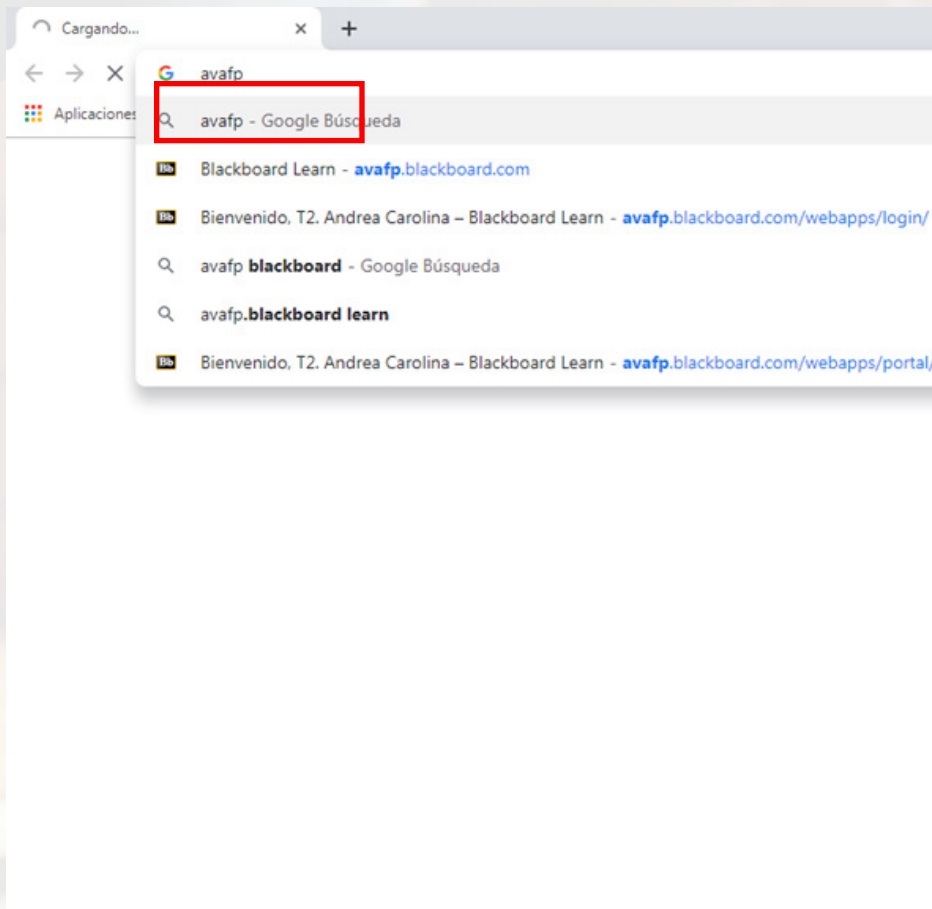 Cargando...
avafp
Aplicaciones
avafp - Google Búsqueda
Blackboard Learn - avafp.blackboard.com
Bienvenido, T2. Andrea Carolina – Blackboard Learn - avafp.blackboard.com/webapps/login/
avafp blackboard - Google Búsqueda
avafp.blackboard learn
Bienvenido, T2. Andrea Carolina – Blackboard Learn - avafp.blackboard.com/webapps/portal/